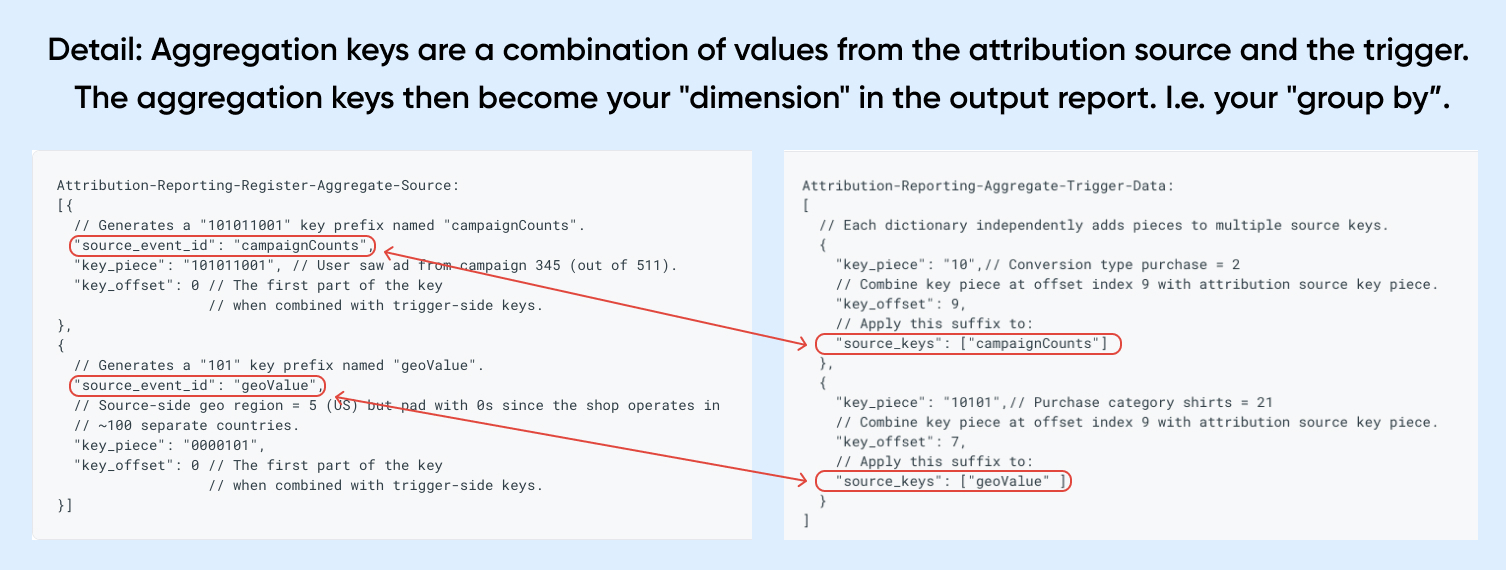 Detail: Aggregation keys are a combination of values from the attribution source and the trigger.
The aggregation keys then become your "dimension" in the output report. I.e. your "group by”.
Attribution-Reporting-Register-Aggregate-Source:
[{
// Generates a "101011001" key prefix named "campaignCounts".
"source_event_id": "campaignCounts",
"key_piece": "101011001", // User saw ad from campaign 345 (out of 511).
"key_offset": 0 // The first part of the key
// when combined with trigger-side keys.
},
{
// Generates a "101" key prefix named "geoValue".
"source_event_id": "geoValue",
// Source-side geo region = 5 (US) but pad with 0s since the shop operates in
// ~100 separate countries.
"key_piece": "0000101",
"key_offset": 0 // The first part of the key
// when combined with trigger-side keys.
}]
Attribution-Reporting-Aggregate-Trigger-Data:
[
// Each dictionary independently adds pieces to multiple source keys.
{
"key_piece": "10",// Conversion type purchase = 2
// Combine key piece at offset index 9 with attribution source key piece.
"key_offset": 9,
// Apply this suffix to:
"source_keys": ["campaignCounts"]
},
{
"key_piece": "10101",// Purchase category shirts = 21
// Combine key piece at offset index 9 with attribution source key piece.
"key_offset": 7,
// Apply this suffix to:
"source_keys": ["geoValue" ]
}
]